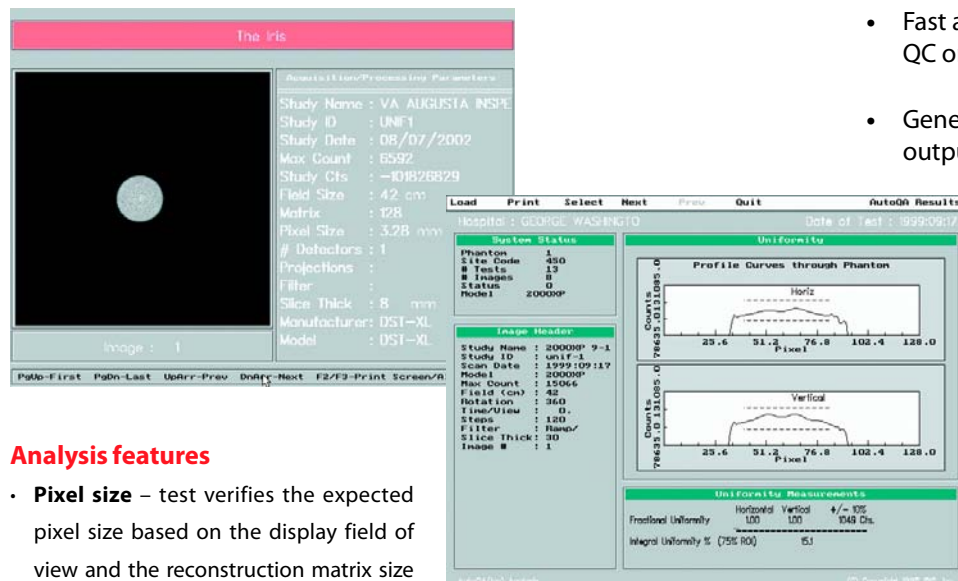 The Iris
Acquisition/Processing Parameters
Study Name : VA AUGUSTA INSPE
Study ID : UNIF1
Study Date : 08/07/2002
Max Count : 6592
Study Cts : -101826829
Field Size : 42 cm
Matrix : 128
Pixel Size : 3.28 mm
# Detectors : 1
Projections :
Filter :
Slice Thick : 8 mm
Manufacturer: DST-XL
Model : DST-XL
Image : 1
PgUp-First PgDn-Last UpArr-Prev DnArr-Next F2/F3-Print Screen/A
Analysis features
• Pixel size – test verifies the expected
pixel size based on the display field of
view and the reconstruction matrix size
• Fast a
QC o
• Gene
outpu
Load Print Select Next Prev Quit AutoQA Results
Hospital : GEORGE WASHINGTO Date of Test : 1999:09:17
System Status
Phantom 1
Site Code 450
# Tests 13
# Images 8
Status 0
Model 2000XP
Image Header
Study Name : 2000XP 9-1
Study ID : unif-1
Scan Date : 1999:09:17
Model : 2000XP
Max Count : 15066
Field (cm) : 42
Rotation : 360
Time/View : 0.
Steps : 120
Filter : Ramp/
Slice Thick: 30
Image # : 1
Uniformity
Profile Curves through Phantom
Horiz
Counts
78635.0 131085.0
25.6 51.2 76.8 102.4 128.0
Pixel
Vertical
Counts
78635.0 131085.0
25.6 51.2 76.8 102.4 128.0
Pixel
Uniformity Measurements
Horizontal Vertical +/- 10%
Fractional Uniformity 1.00 1.00 1049 Cts.
Integral Uniformity % (75% ROI) 15.1